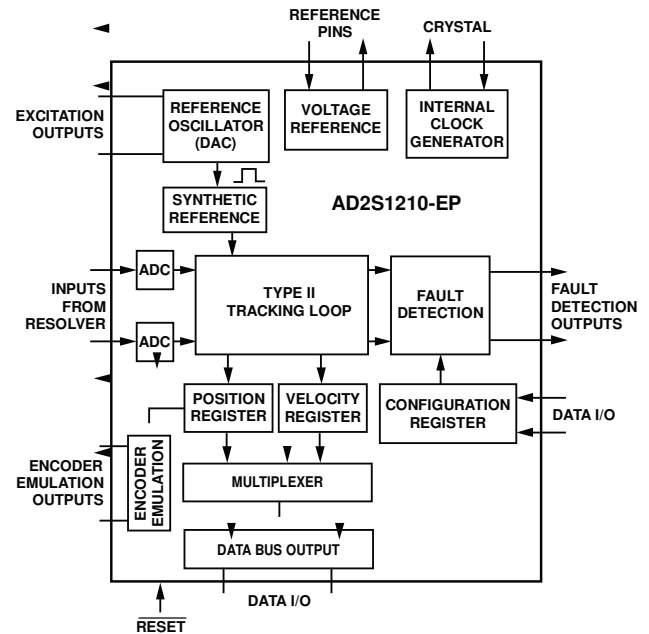 REFERENCE
PINS
CRYSTAL
EXCITATION
OUTPUTS
REFERENCE
OSCILLATOR
(DAC)
VOLTAGE
REFERENCE
INTERNAL
CLOCK
GENERATOR
SYNTHETIC
REFERENCE
AD2S1210-EP
INPUTS
FROM
RESOLVER
ADC
ADC
TYPE II
TRACKING LOOP
FAULT
DETECTION
FAULT
DETECTION
OUTPUTS
POSITION
REGISTER
VELOCITY
REGISTER
CONFIGURATION
REGISTER
DATA I/O
ENCODER
EMULATION
OUTPUTS
ENCODER
EMULATION
MULTIPLEXER
DATA BUS OUTPUT
DATA I/O
RESET